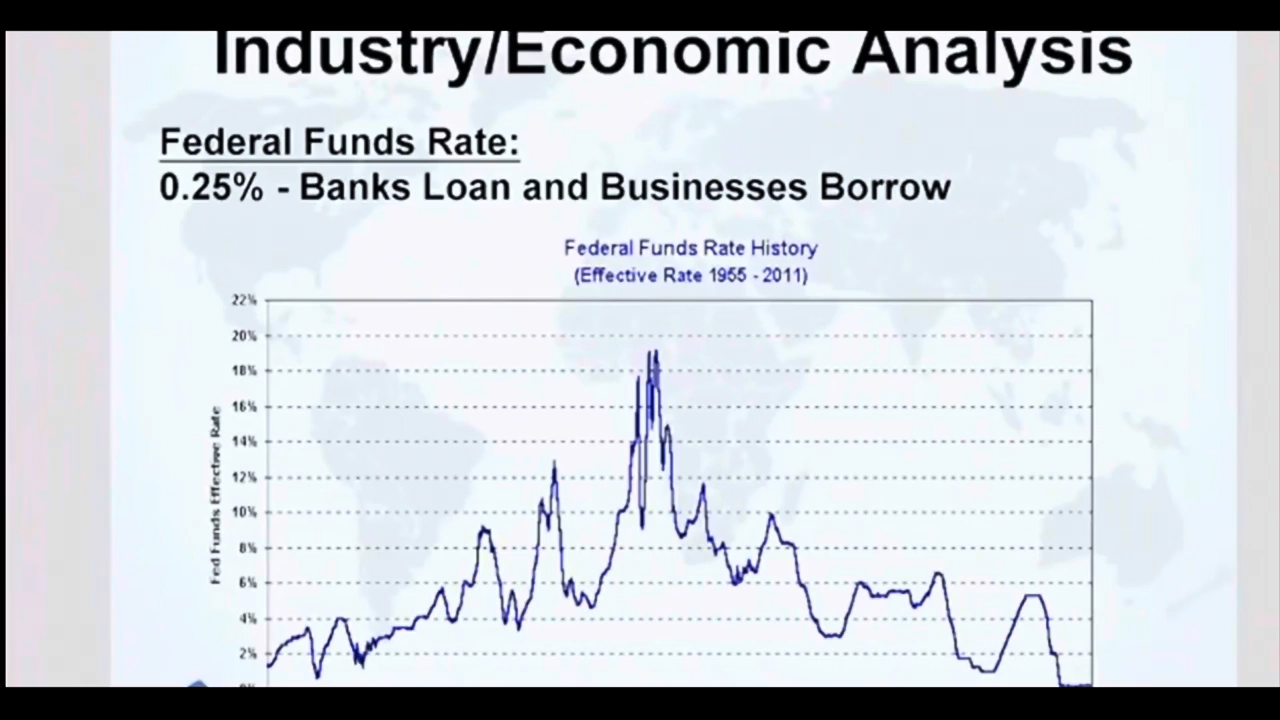 Industry/Economic Analysis
Federal Funds Rate:
0.25% - Banks Loan and Businesses Borrow
Federal Funds Rate History
(Effective Rate 1955 - 2011)
22%
20%
18%
16%
14%
12%
10%
8%
6%
4%
2%
Fed Funds Effective Rate